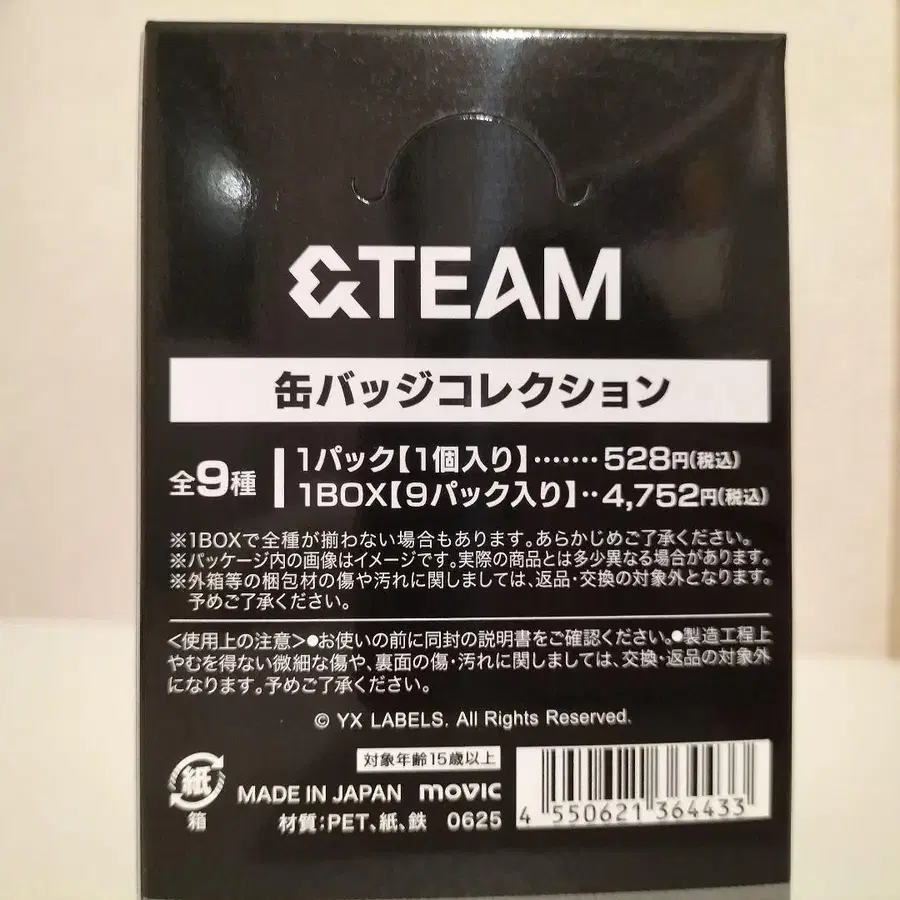 &TEAM
缶バッジコレクション
全9種
1パック【1個入り】‥‥‥‥528円(税込)
1BOX【9パック入り】‥4,752円(税込)
※1BOXで全種が揃わない場合もあります。あらかじめご了承ください。
※パッケージ内の画像はイメージです。実際の商品とは多少異なる場合があります。
※外箱等の梱包材の傷や汚れに関しましては、返品・交換の対象外となります。
予めご了承ください。
<使用上の注意>●お使いの前に同封の説明書をご確認ください。●製造工程上
やむを得ない微細な傷や、裏面の傷・汚れに関しましては、交換・返品の対象外
になります。予めご了承ください。
© YX LABELS. All Rights Reserved.
対象年齢15歳以上
紙
箱
MADE IN JAPAN movic
材質:PET、紙、鉄 0625
4 550621 364433